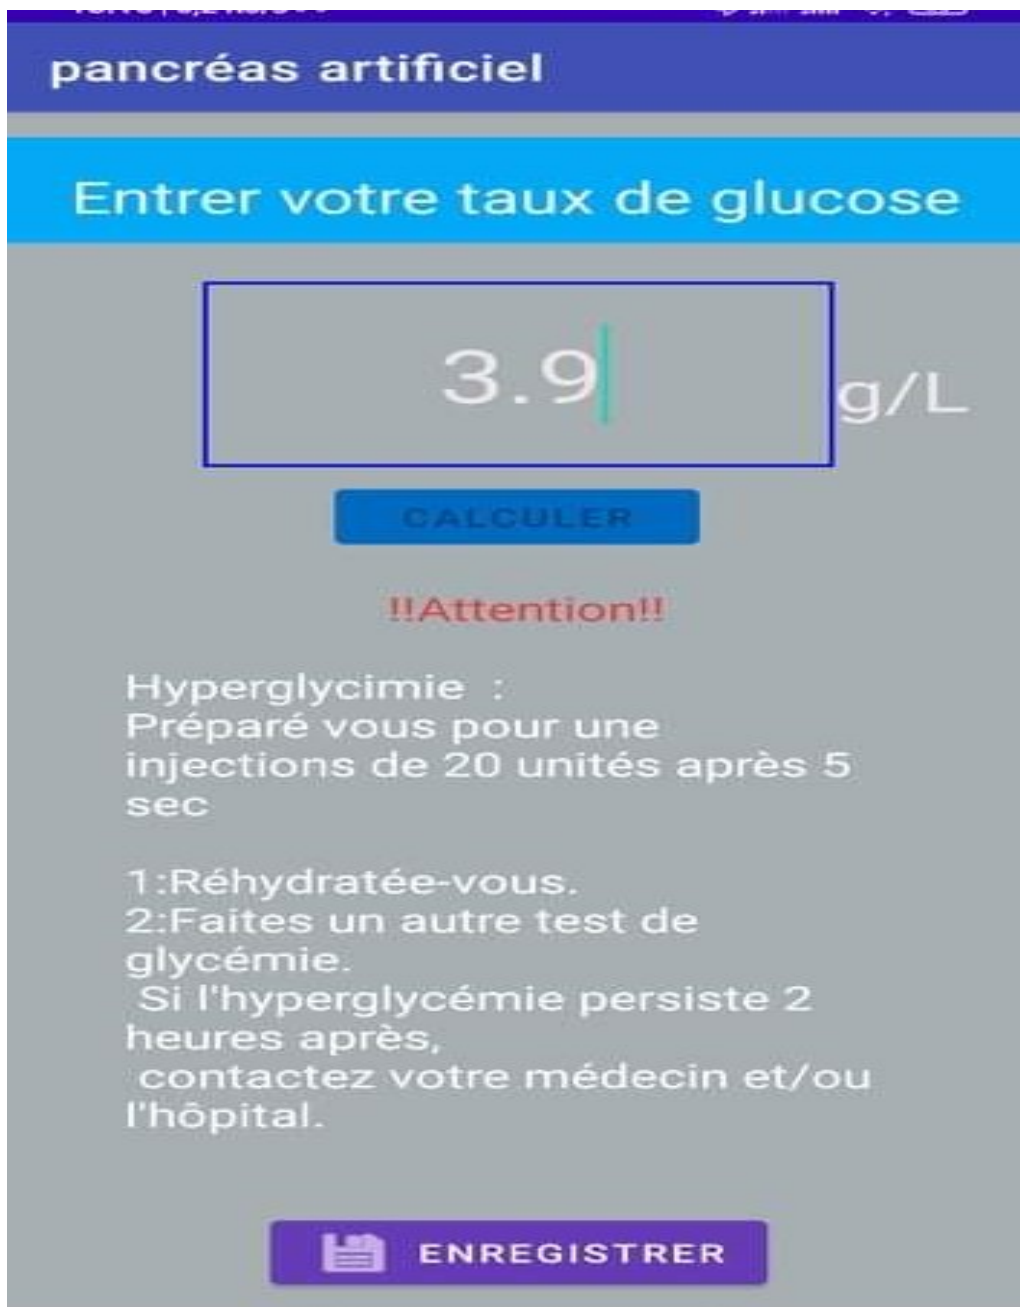 pancréas artificiel
Entrer votre taux de glucose
3.9
g/L
CALCULER
!!Attention!!
Hyperglycimie :
Préparé vous pour une
injections de 20 unités après 5
sec
1:Réhydratée-vous.
2:Faites un autre test de
glycémie.
Si l'hyperglycémie persiste 2
heures après,
contactez votre médecin et/ou
l'hôpital.
ENREGISTRER